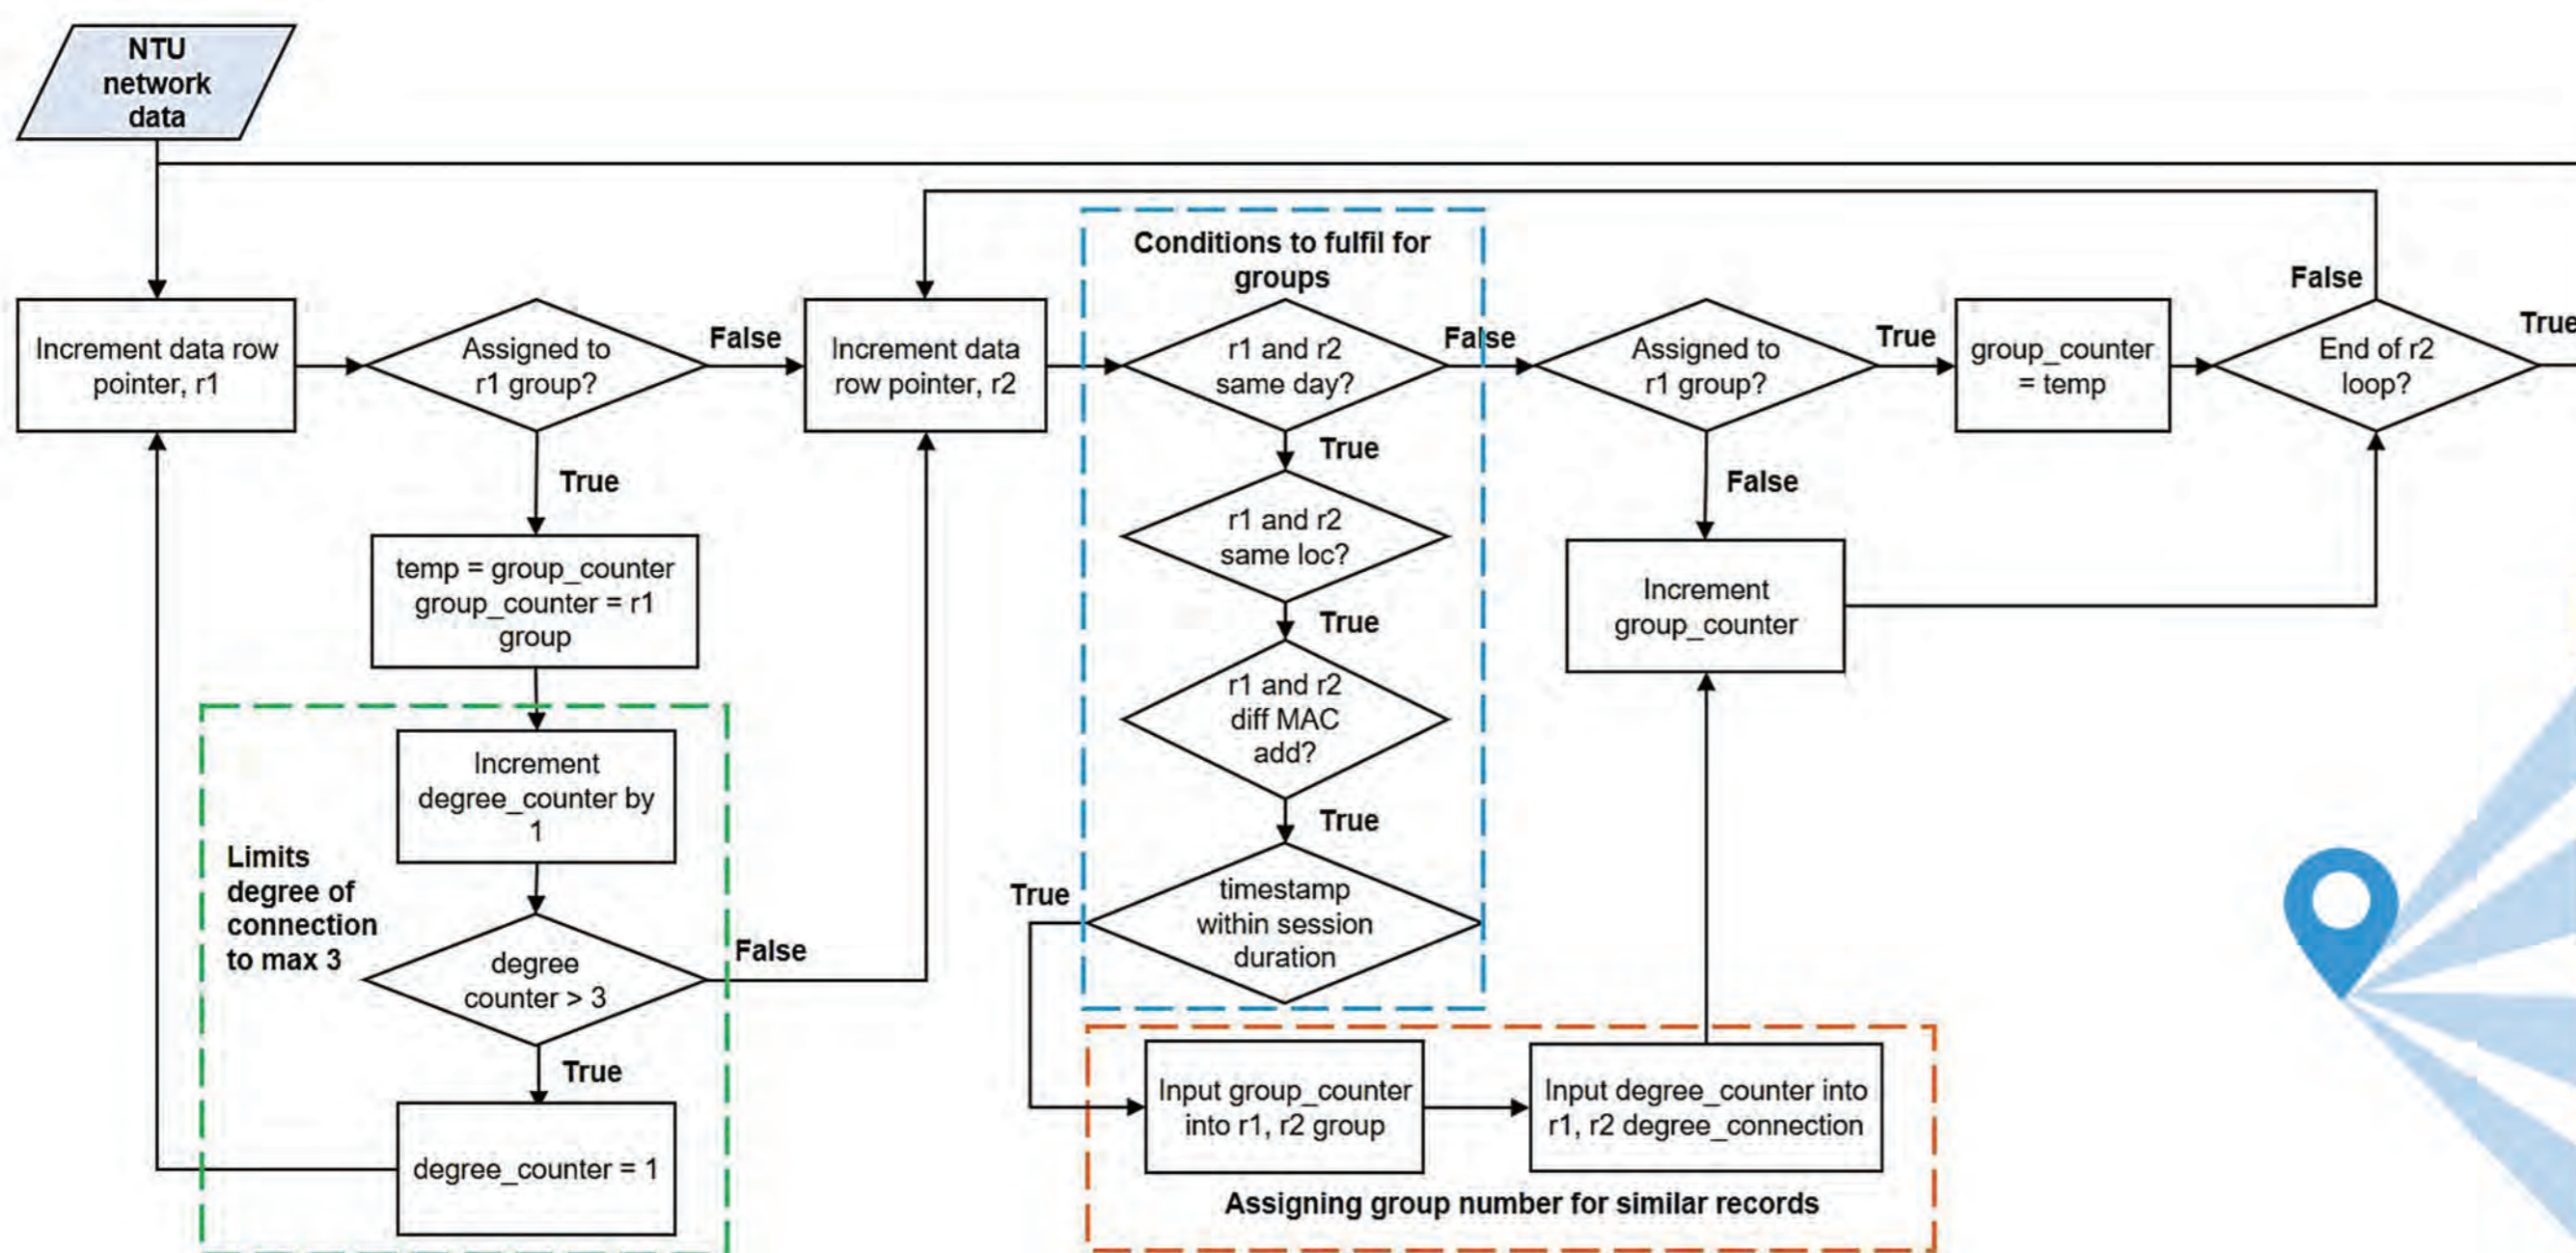 NTU
network
data
Increment data row
pointer, r1
Assigned to
r1 group?
False
True
temp = group_counter
group_counter = r1
group
Increment
degree_counter by
1
Limits
degree of
connection
to max 3
degree
counter > 3
False
True
degree_counter = 1
Increment data
row pointer, r2
Conditions to fulfil for
groups
r1 and r2
same day?
False
True
r1 and r2
same loc?
True
r1 and r2
diff MAC
add?
True
timestamp
within session
duration
True
Input group_counter
into r1, r2 group
Input degree_counter into
r1, r2 degree_connection
Assigning group number for similar records
Assigned to
r1 group?
True
False
Increment
group_counter
group_counter
= temp
End of r2
loop?
False
True